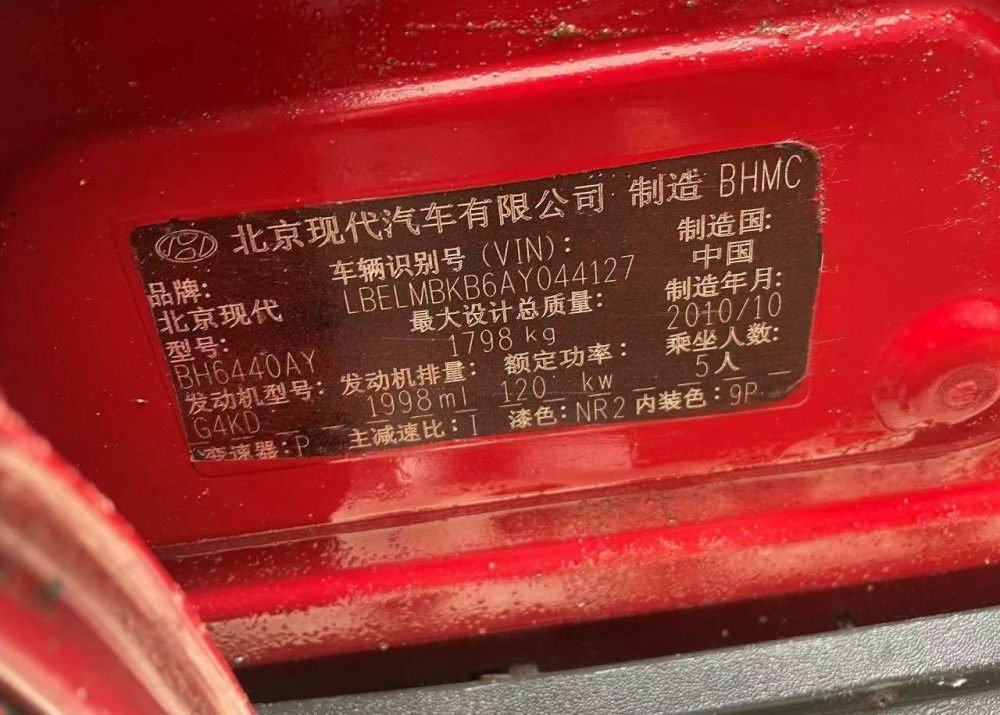 北京现代汽车有限公司 制造 BHMC
车辆识别号(VIN): 制造国:
品牌: LBELMBKB6AY044127 中国
北京现代 最大设计总质量: 制造年月:
型号: 1798 kg 2010/10
BH6440AY 发动机排量: 额定功率: 乘坐人数:
发动机型号: 1998ml 120 kw 5人
G4KD
变速器:P 主减速比:I 漆色:NR2 内装色:9P